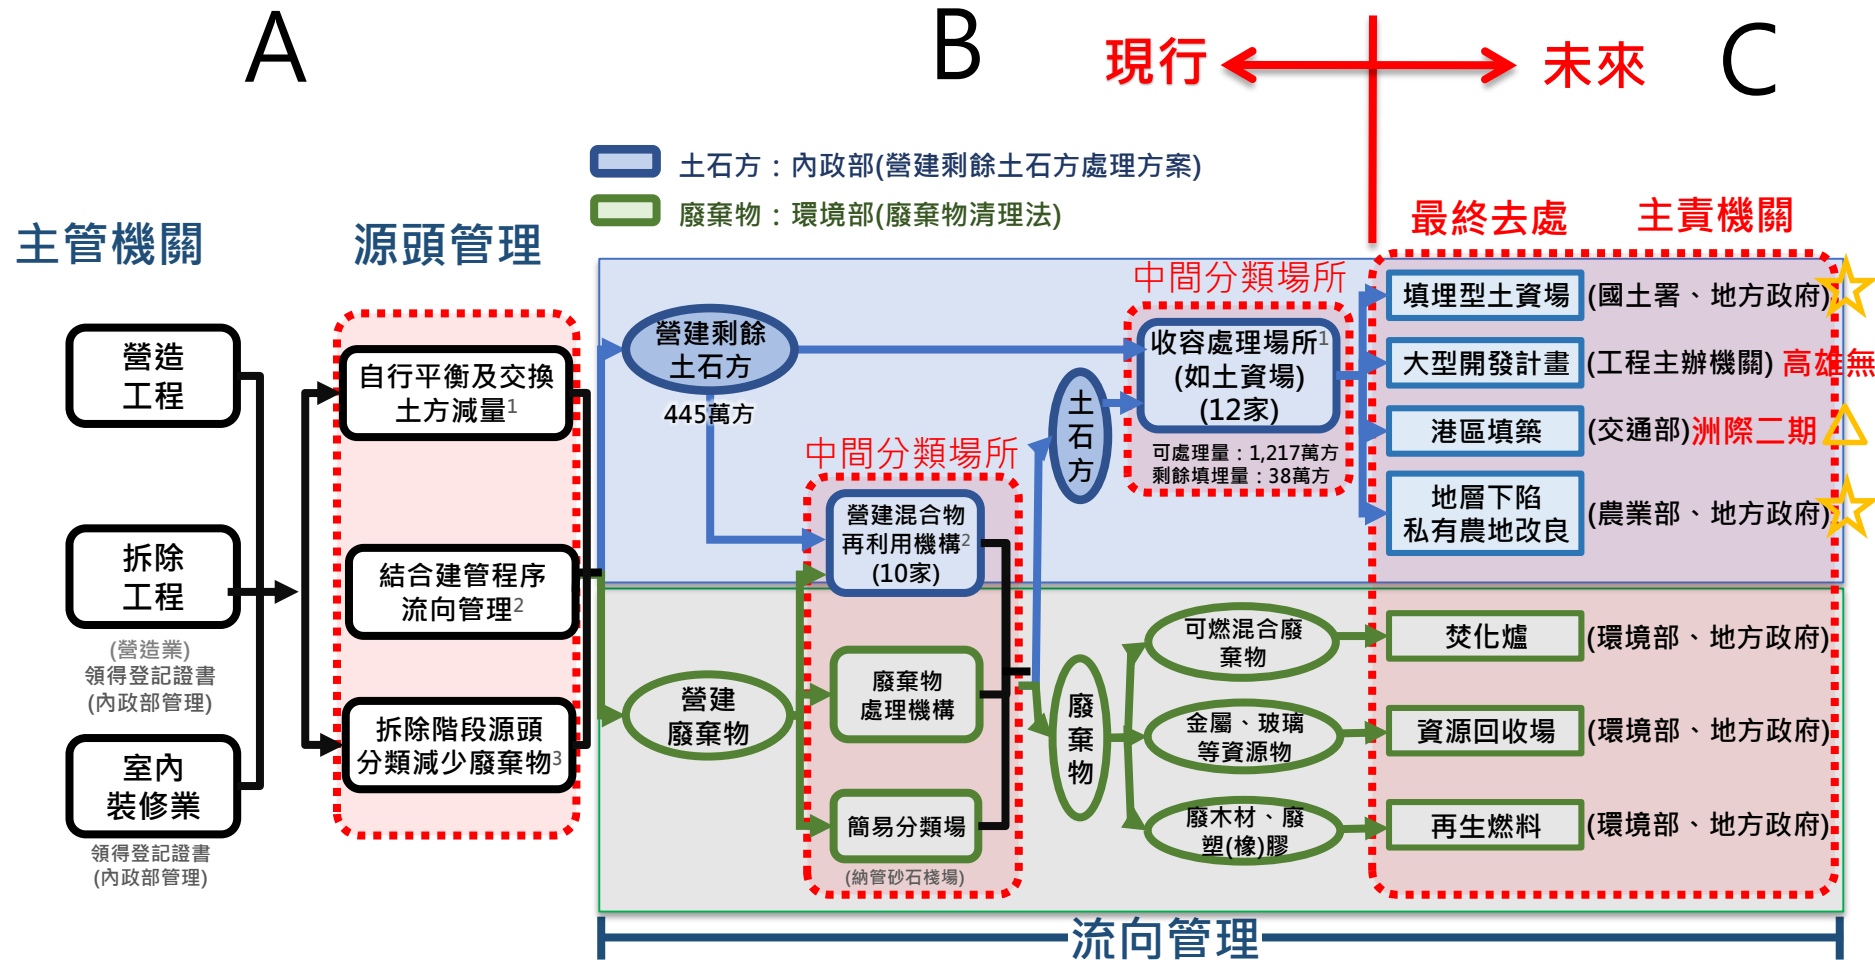 A
B
C
現行
未來
土石方：內政部(營建剩餘土石方處理方案)
廢棄物：環境部(廢棄物清理法)
主管機關
源頭管理
最終去處
主責機關
營造
工程
拆除
工程
(營造業)
領得登記證書
(內政部管理)
室內
裝修業
領得登記證書
(內政部管理)
自行平衡及交換
土方減量1
結合建管程序
流向管理2
拆除階段源頭
分類減少廢棄物3
營建剩餘
土石方
445萬方
營建
廢棄物
中間分類場所
營建混合物
再利用機構2
(10家)
廢棄物
處理機構
簡易分類場
(納管砂石棧場)
土
石
方
廢
棄
物
中間分類場所
收容處理場所1
(如土資場)
(12家)
可處理量：1,217萬方
剩餘填埋量：38萬方
可燃混合廢
棄物
金屬、玻璃
等資源物
廢木材、廢
塑(橡)膠
填埋型土資場 (國土署、地方政府)
大型開發計畫 (工程主辦機關) 高雄無
港區填築 (交通部)洲際二期
地層下陷
私有農地改良 (農業部、地方政府)
焚化爐 (環境部、地方政府)
資源回收場 (環境部、地方政府)
再生燃料 (環境部、地方政府)
流向管理